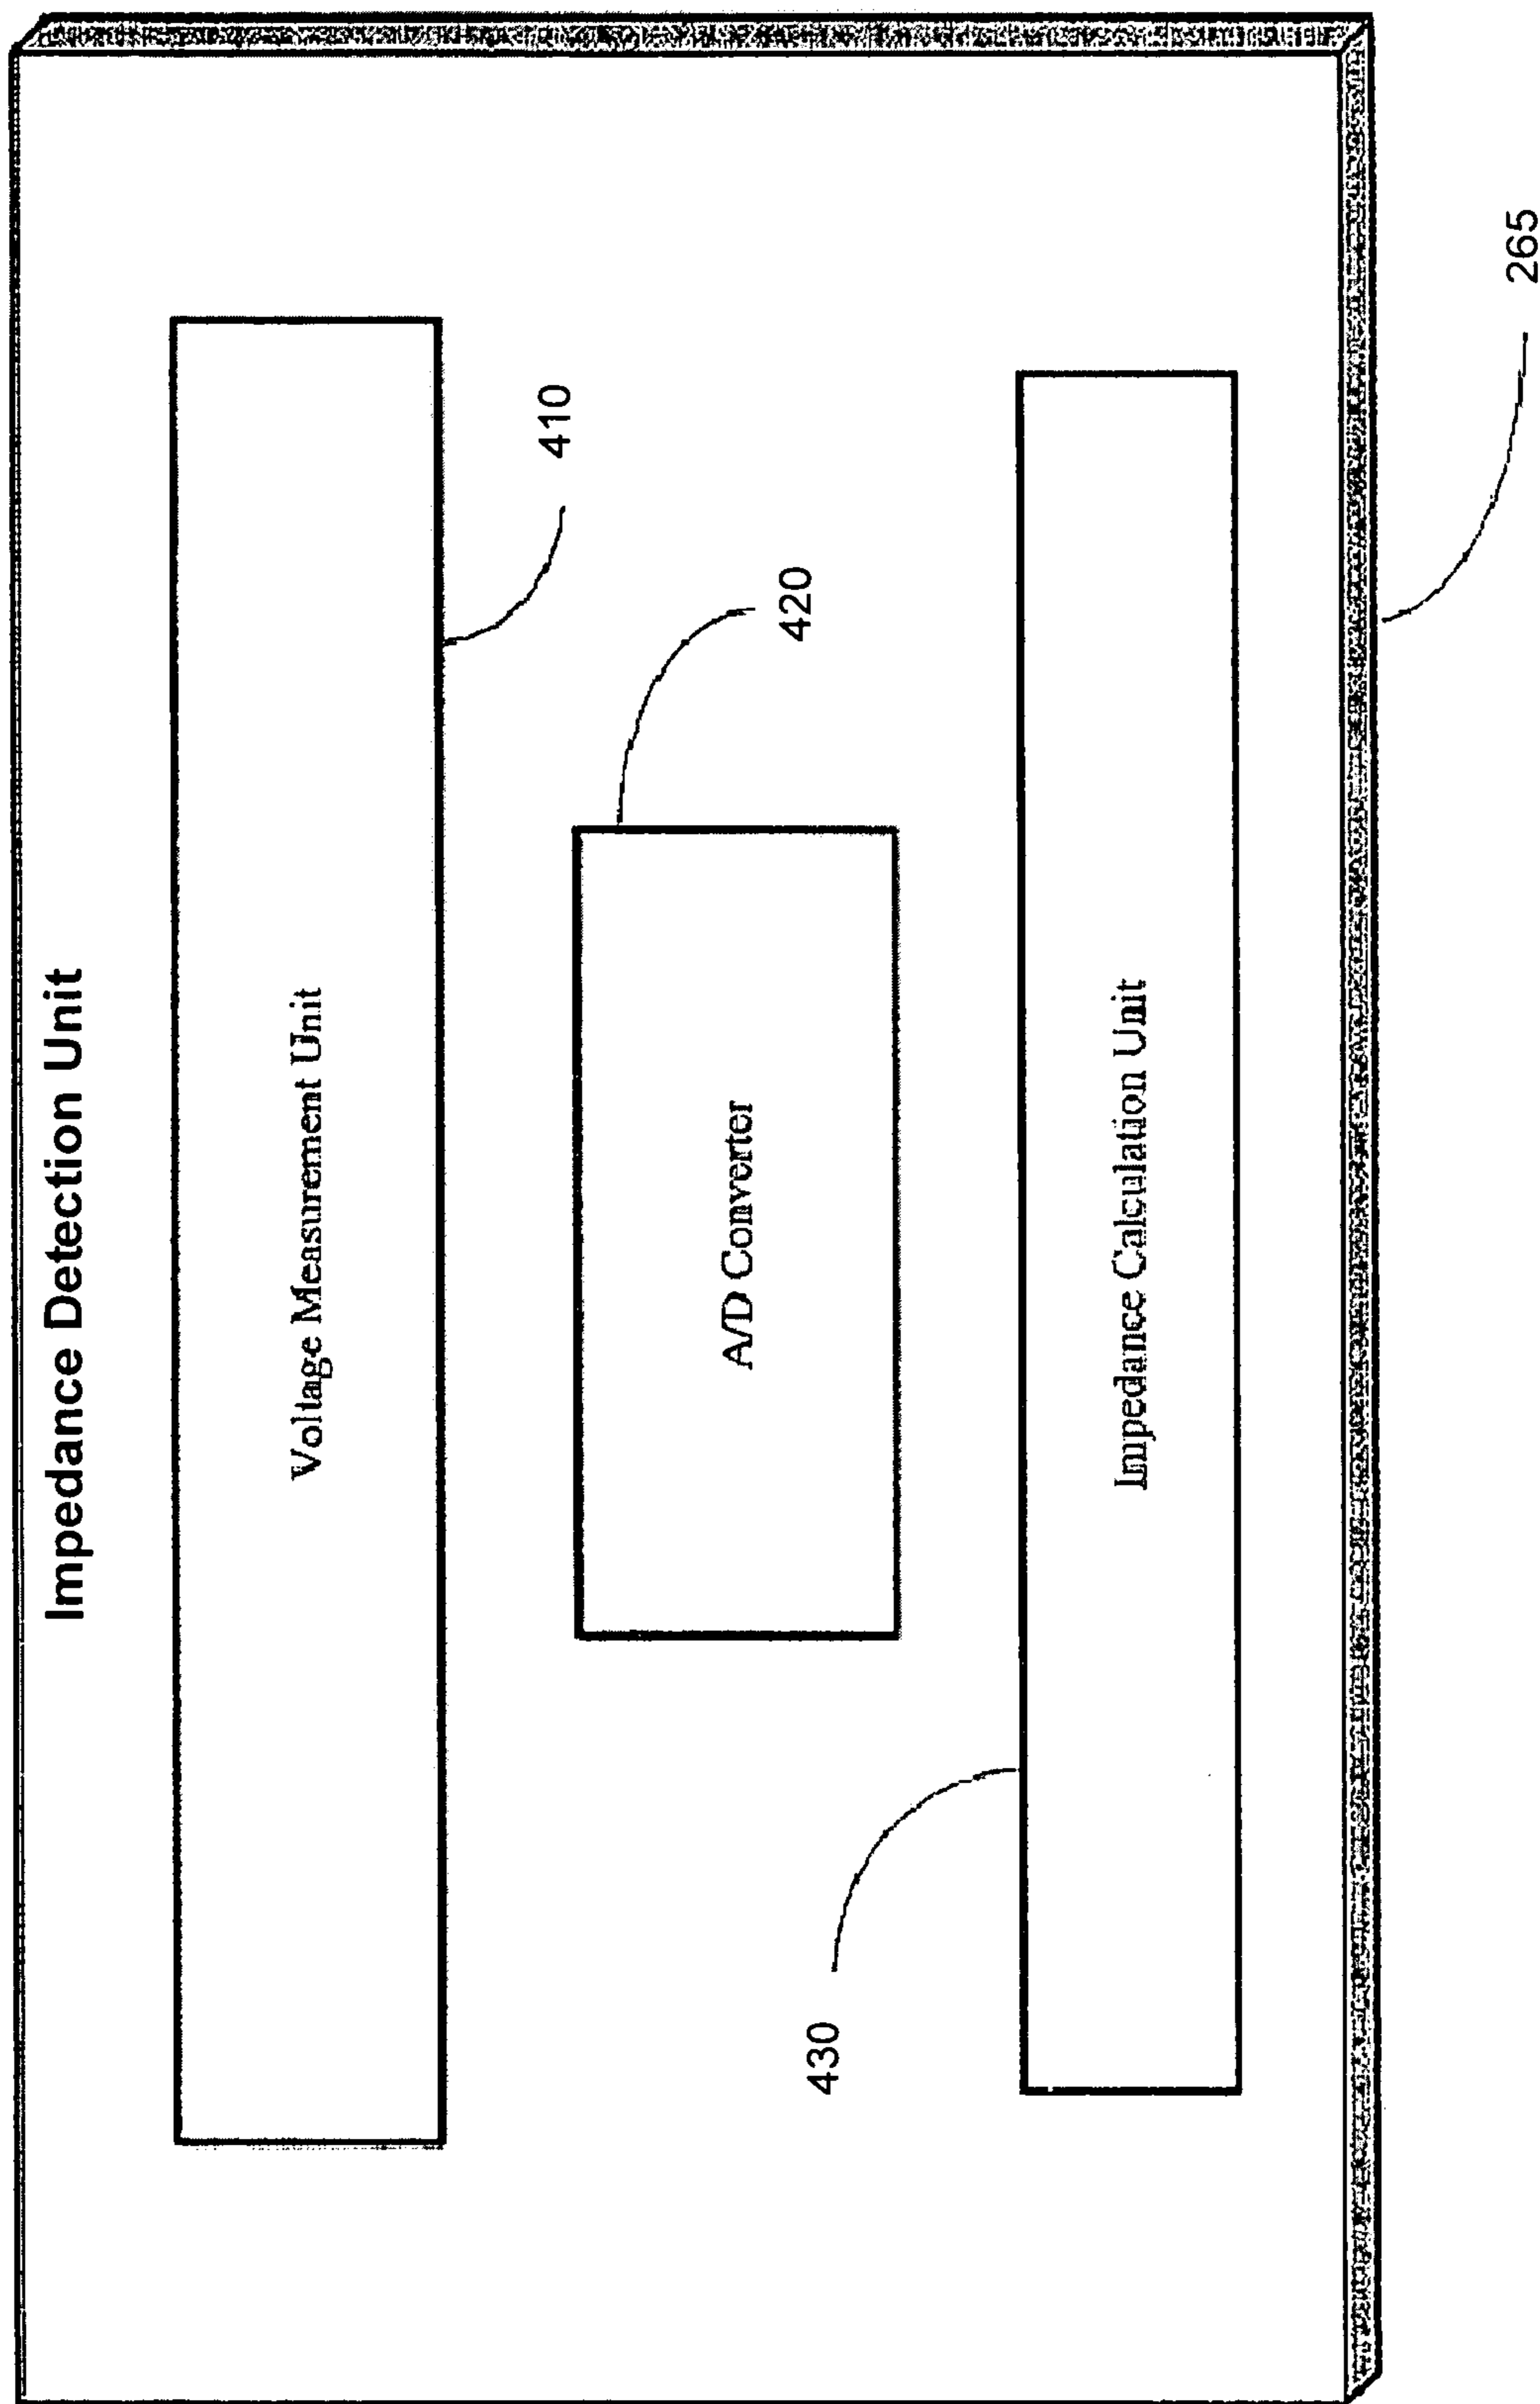 Impedance Detection Unit
Voltage Measurement Unit
410
420
A/D Converter
430
Impedance Calculation Unit
265